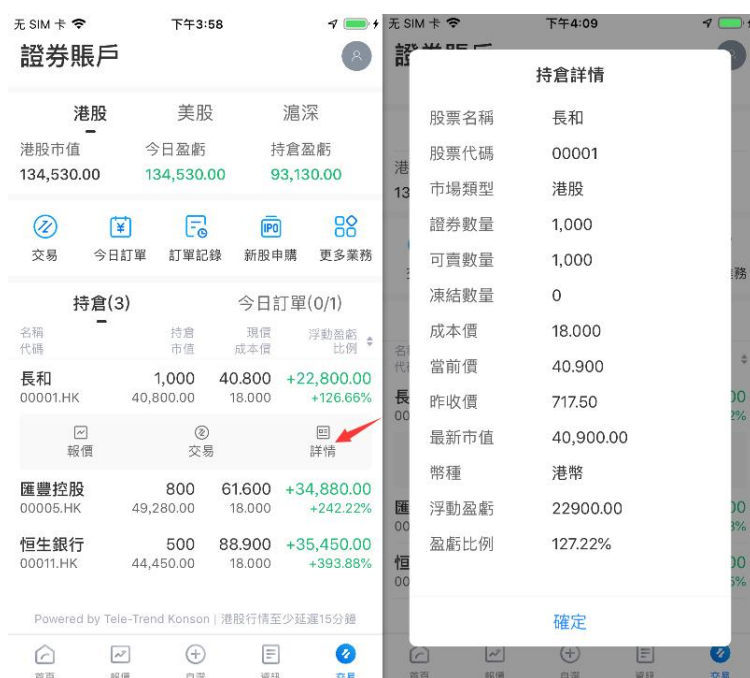 无 SIM 卡
下午3:58
證券賬戶
港股
美股
滬深
港股市值
今日盈虧
持倉盈虧
134,530.00
134,530.00
93,130.00
交易
今日訂單
訂單記錄
IPO
新股申購
更多業務
持倉(3)
今日訂單(0/1)
名稱
代碼
持倉
市值
現價
成本價
浮動盈虧
比例
長和
1,000
40.800
+22,800.00
00001.HK
40,800.00
18.000
+126.66%
報價
交易
詳情
匯豐控股
800
61.600
+34,880.00
00005.HK
49,280.00
18.000
+242.22%
恒生銀行
500
88.900
+35,450.00
00011.HK
44,450.00
18.000
+393.88%
Powered by Tele-Trend Konson | 港股行情至少延遲15分鐘
首頁
報價
自選
資訊
交易
无 SIM 卡
下午4:09
持倉詳情
股票名稱
長和
股票代碼
00001
市場類型
港股
證券數量
1,000
可賣數量
1,000
凍結數量
0
成本價
18.000
當前價
40.900
昨收價
717.50
最新市值
40,900.00
幣種
港幣
浮動盈虧
22900.00
盈虧比例
127.22%
確定